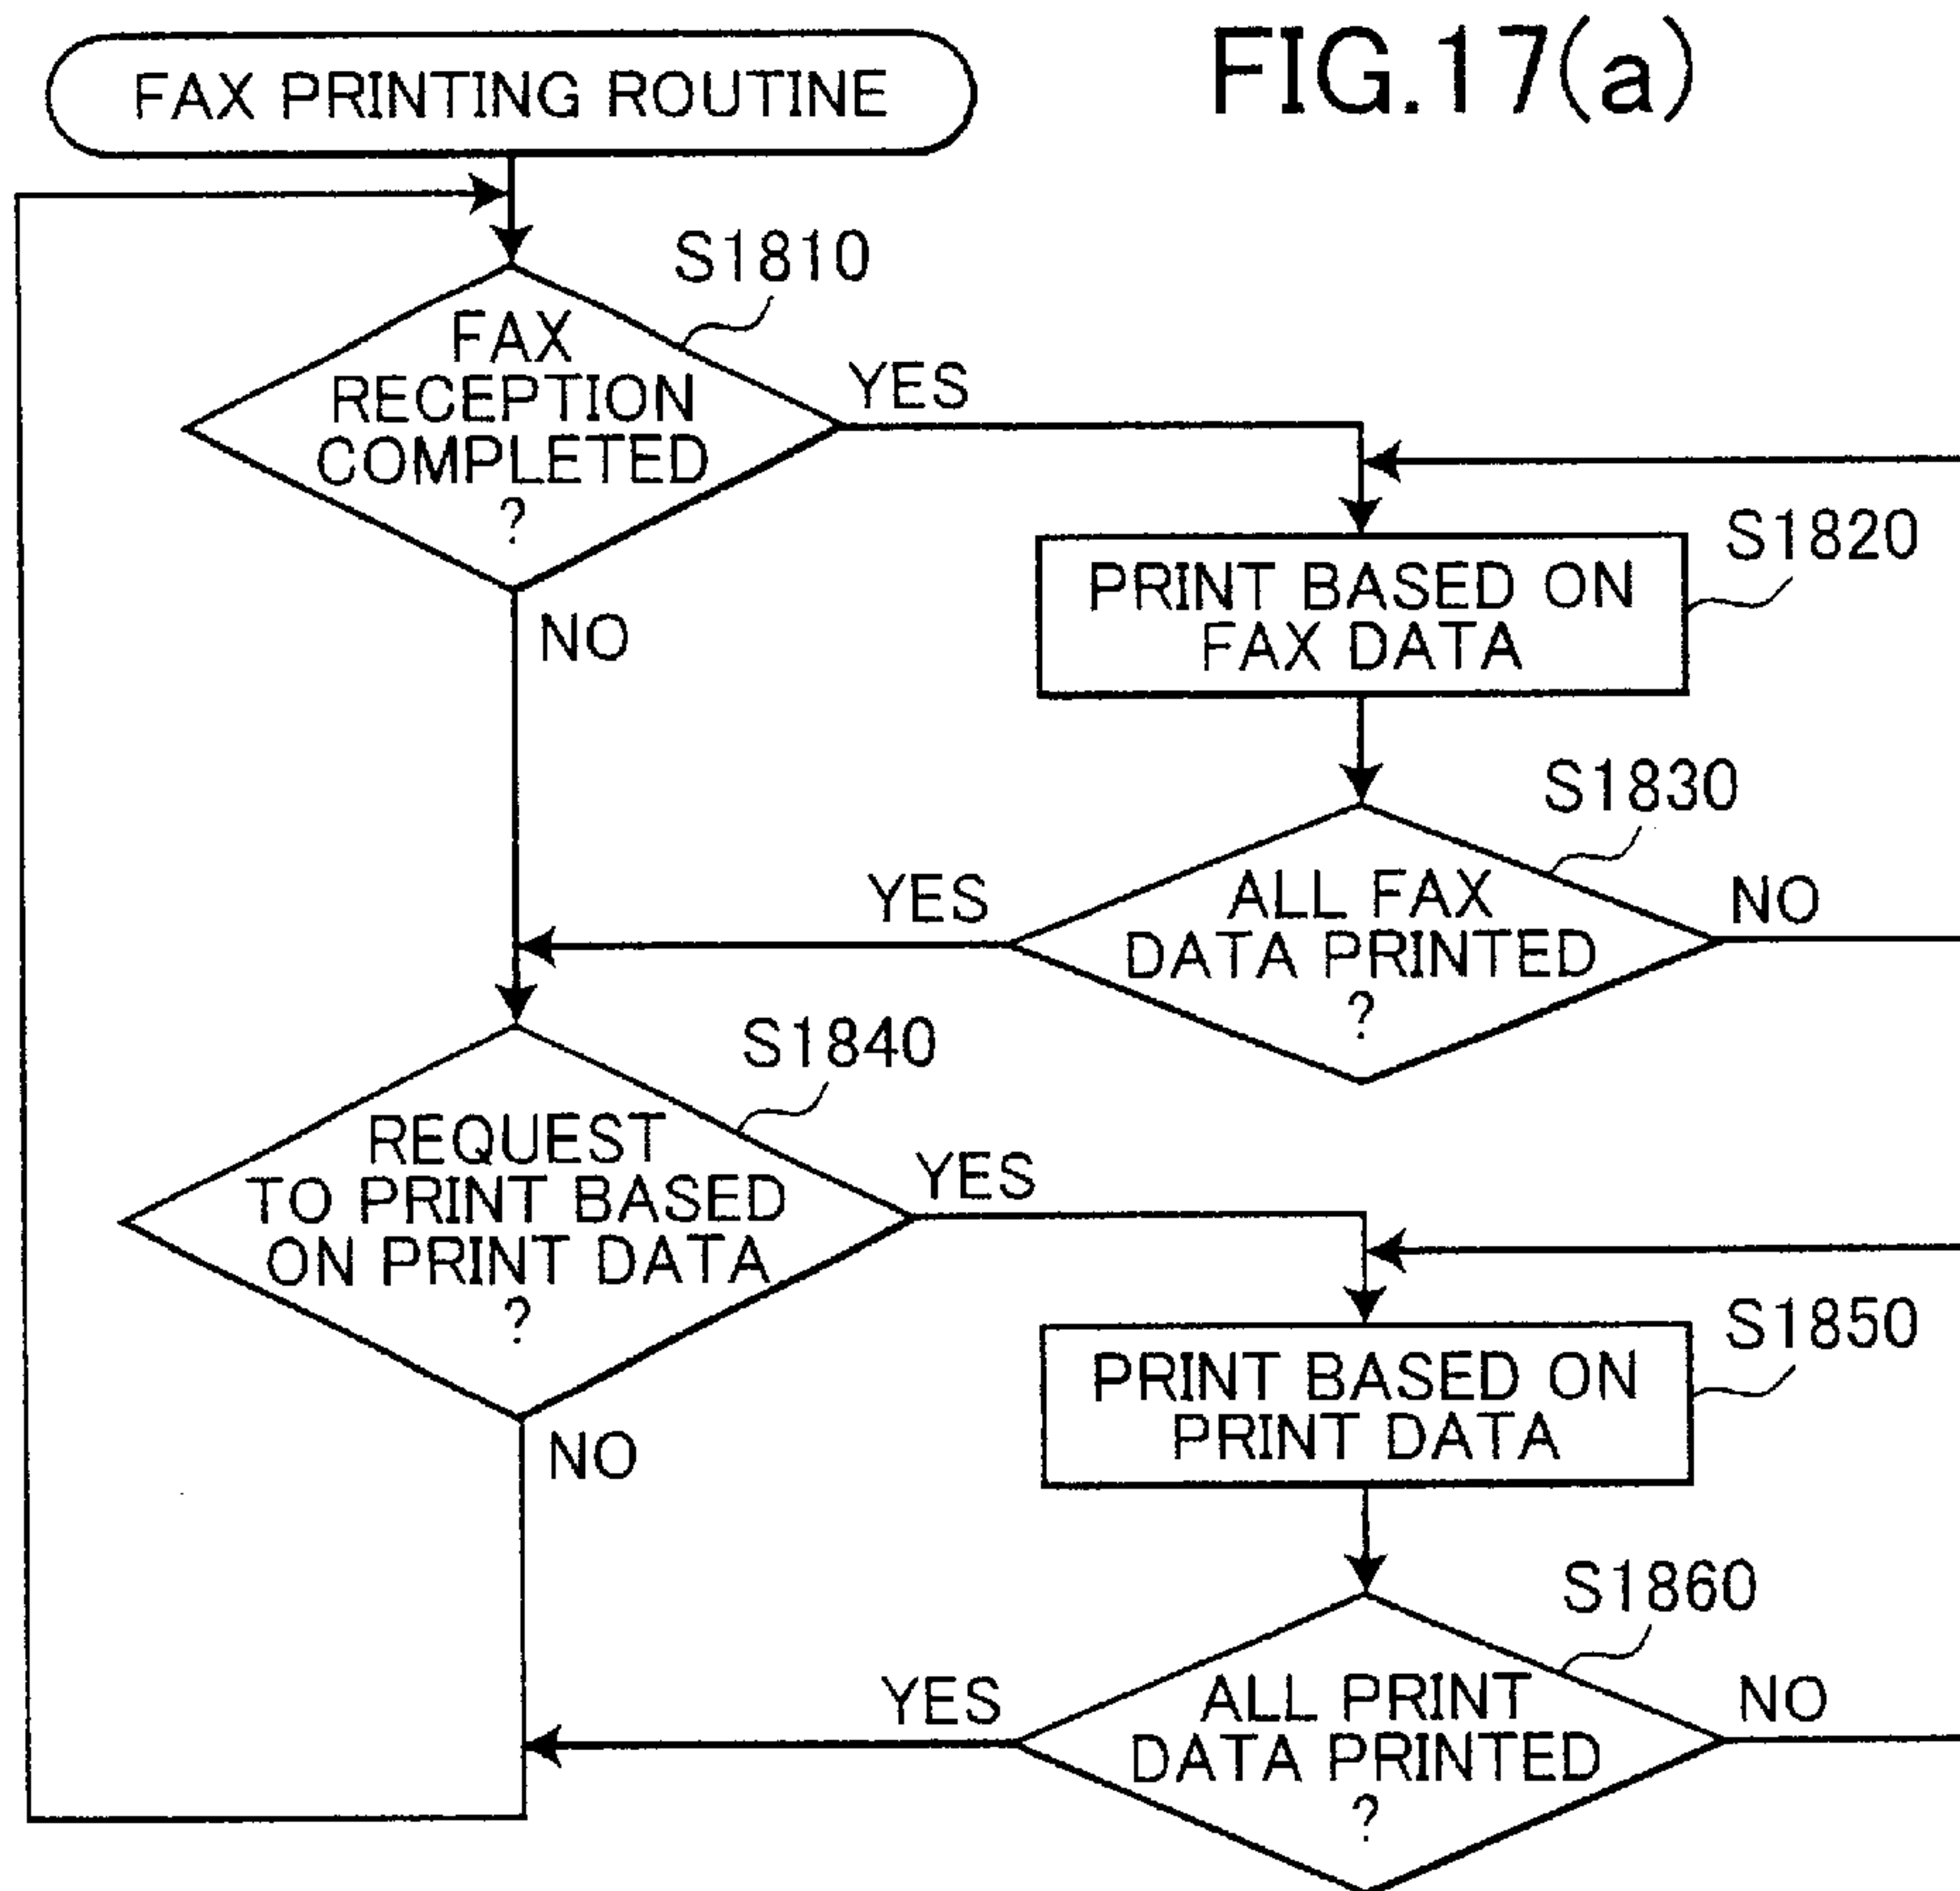 FIG.17(a)
FAX PRINTING ROUTINE
S1810
FAX
RECEPTION
COMPLETED
?
YES
NO
S1820
PRINT BASED ON
FAX DATA
S1830
ALL FAX
DATA PRINTED
?
YES
NO
S1840
REQUEST
TO PRINT BASED
ON PRINT DATA
?
YES
NO
S1850
PRINT BASED ON
PRINT DATA
S1860
ALL PRINT
DATA PRINTED
?
YES
NO